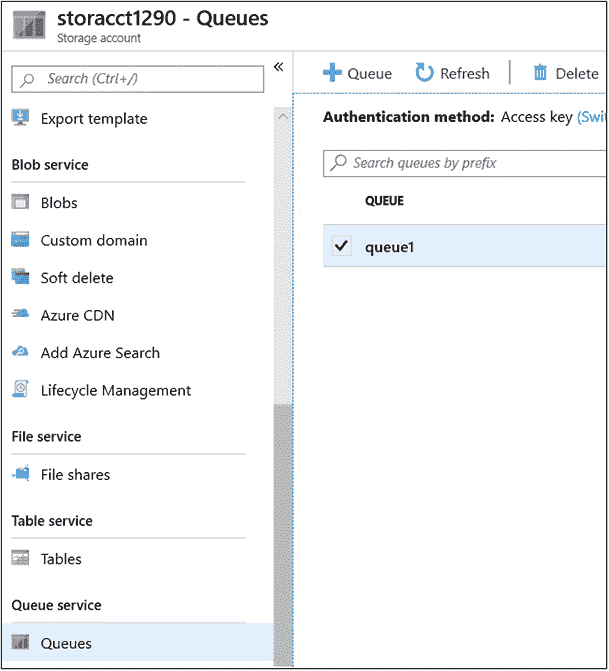 storacct1290 - Queues
Storage account
Search (Ctrl+/)
«
Export template
Blob service
Blobs
Custom domain
Soft delete
Azure CDN
Add Azure Search
Lifecycle Management
File service
File shares
Table service
Tables
Queue service
Queues
Queue Refresh Delete
Authentication method: Access key (Swi
Search queues by prefix
QUEUE
queue1